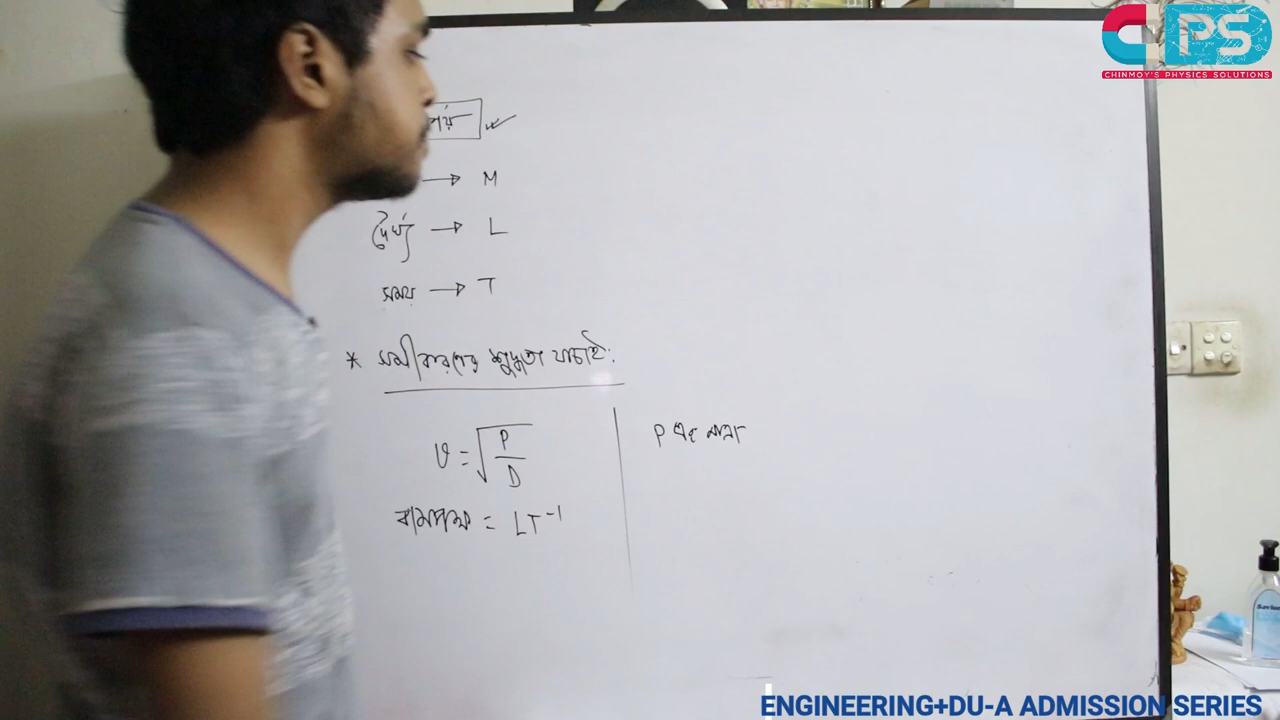 CPS
CHINMOY'S PHYSICS SOLUTIONS
→ M
দৈর্ঘ্য → L
সময় → T
* সমীকরণের শুদ্ধতা যাচাই:
v = √(P/D)
বামপক্ষ = LT⁻¹
P এর মাত্রা
ENGINEERING+DU-A ADMISSION SERIES